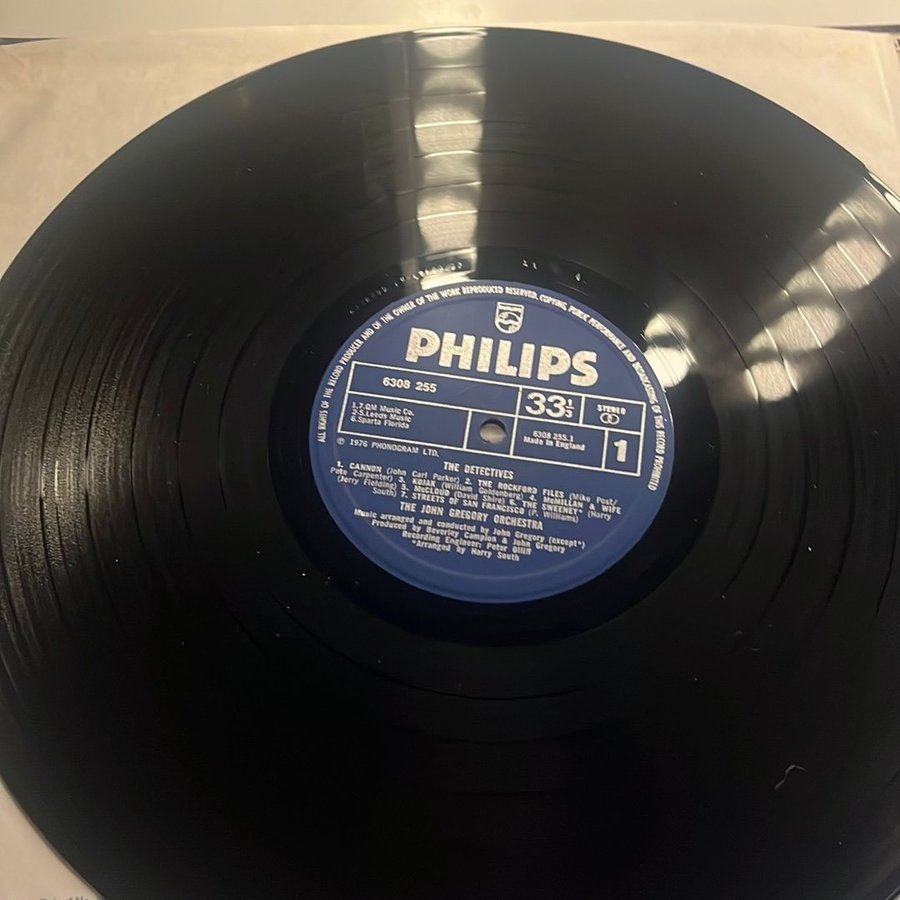 ALL RIGHTS OF THE RECORD PRODUCER AND OF THE OWNER OF THE WORK REPRODUCED RESERVED. COPYING, PUBLIC PERFORMANCE AND BROADCASTING OF THIS RECORD PROHIBITED
PHILIPS
PHILIPS
6308 255
33⅓
STEREO
1.7.QM Music Co.
2-5.Leeds Music
6.Sparta Florida
6308 255.1
Made in England
1
℗ 1976 PHONOGRAM LTD.
THE DETECTIVES
1. CANNON (John Carl Parker) 2. THE ROCKFORD FILES (Mike Post/
Pete Carpenter) 3. KOJAK (William Goldenberg) 4. McMILLAN & WIFE
(Jerry Fielding) 5. McCLOUD (David Shire) 6. THE SWEENEY* (Harry
South) 7. STREETS OF SAN FRANCISCO (P. Williams)
THE JOHN GREGORY ORCHESTRA
Music arranged and conducted by John Gregory (except*)
Produced by Beverley Campion & John Gregory
Recording Engineer: Peter Olliff
*Arranged by Harry South